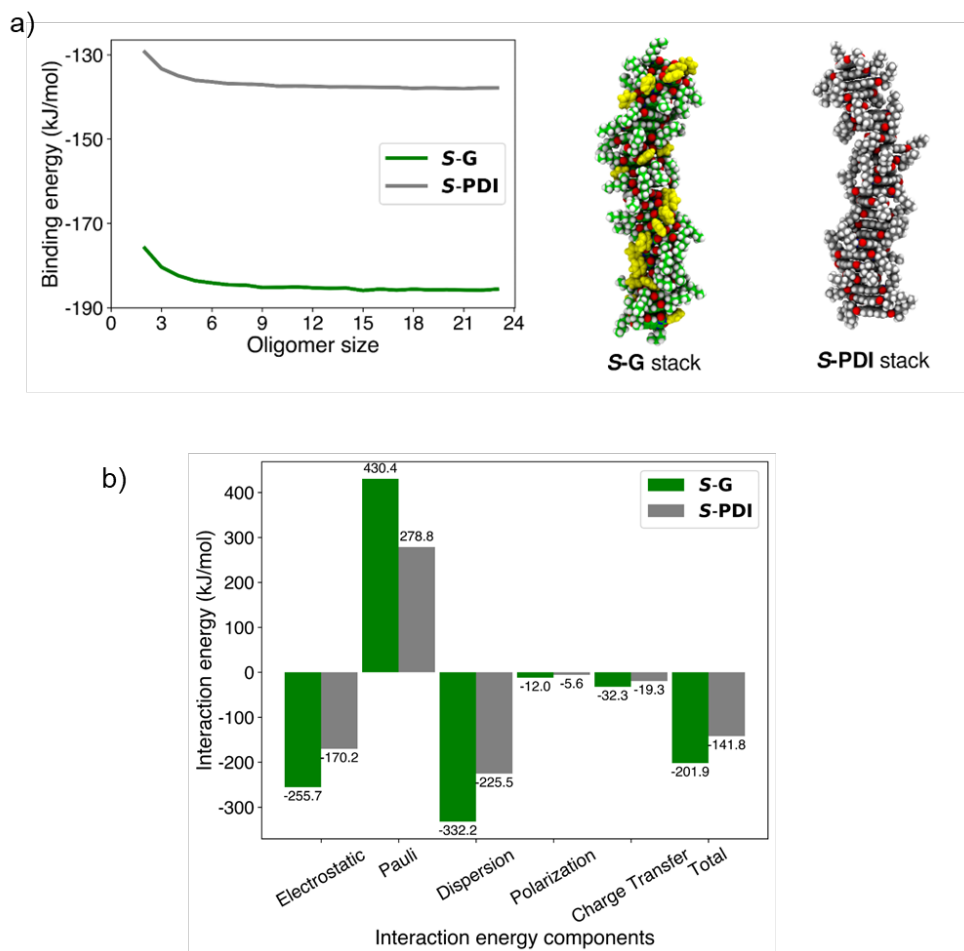 a)
Binding energy (kJ/mol)
-130
-150
-170
-190
0 3 6 9 12 15 18 21 24
Oligomer size
S-G
S-PDI
S-G stack
S-PDI stack
b)
Interaction energy (kJ/mol)
400
300
200
100
0
-100
-200
-300
S-G
S-PDI
430.4
278.8
-12.0
-5.6
-32.3
-19.3
-141.8
-170.2
-201.9
-225.5
-255.7
-332.2
Electrostatic
Pauli
Dispersion
Polarization
Charge Transfer
Total
Interaction energy components